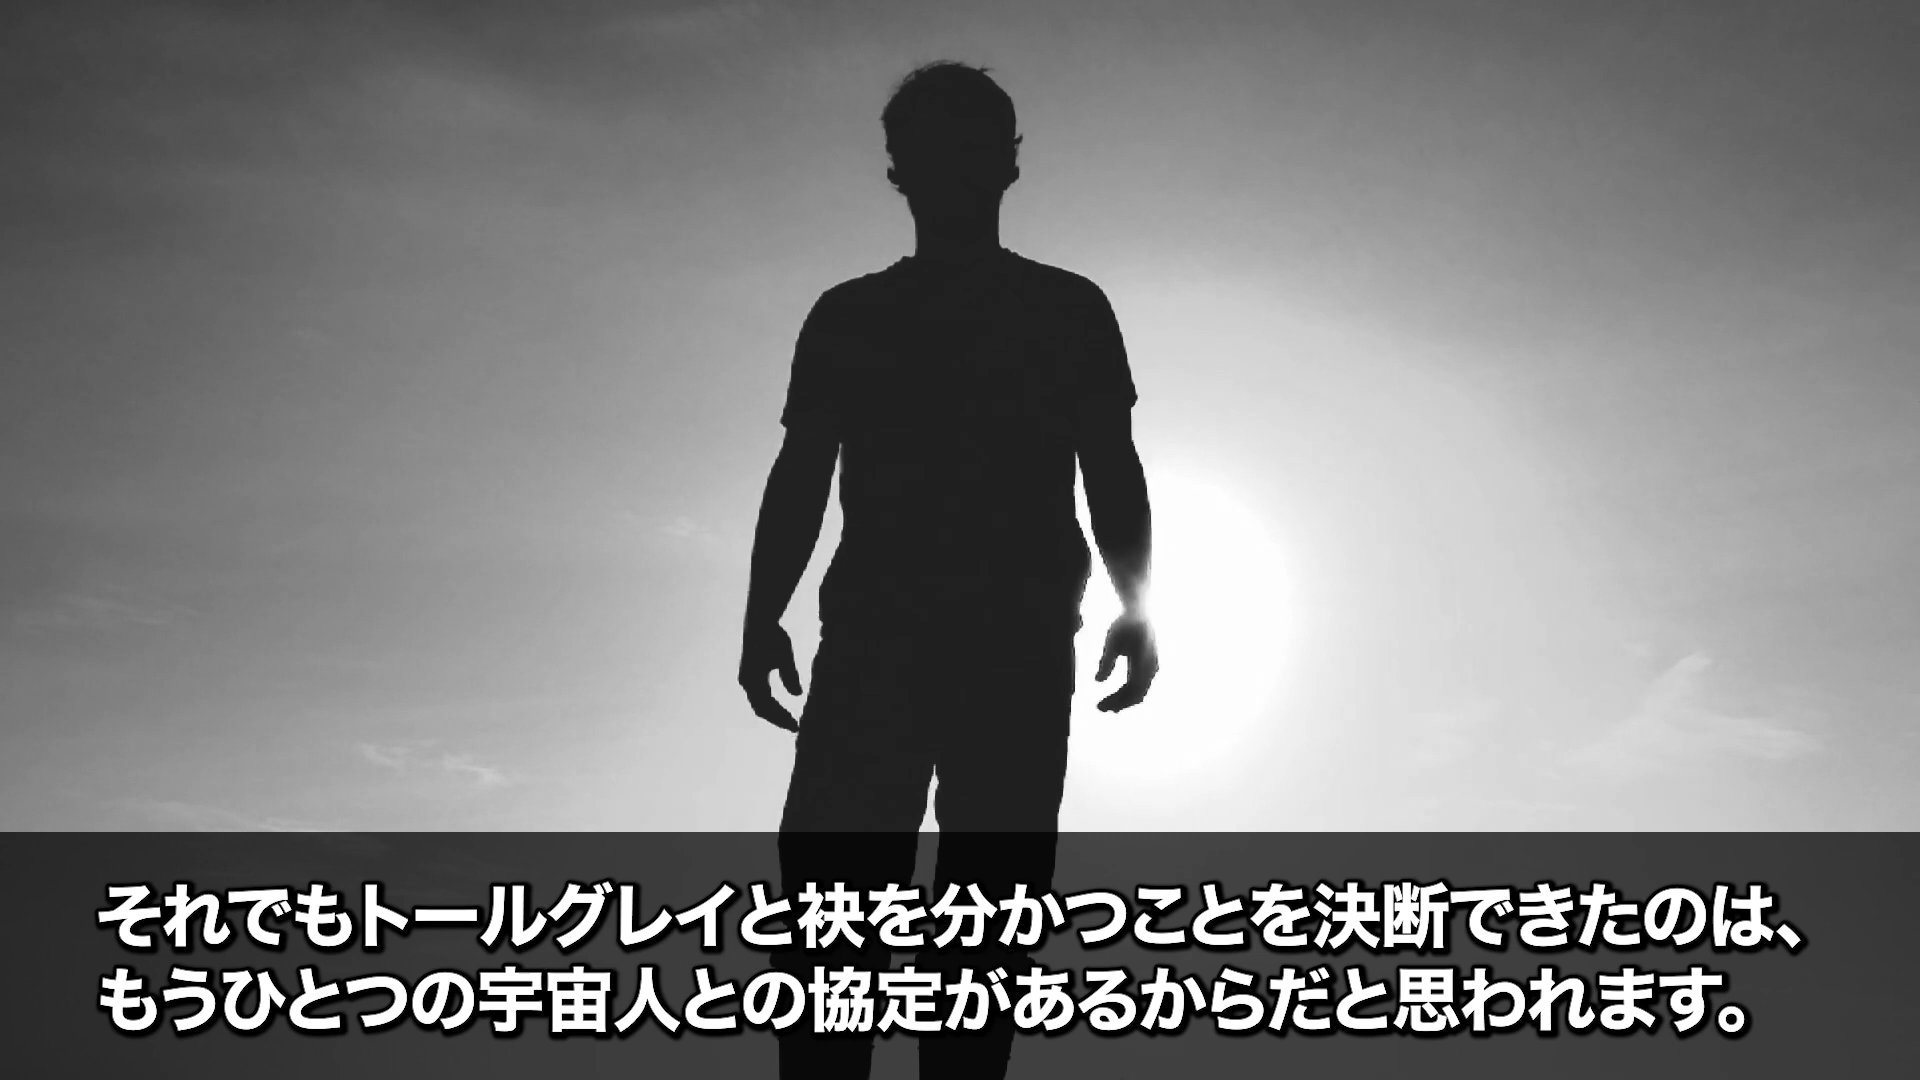 それでもトールグレイと袂を分かつことを決断できたのは、
もうひとつの宇宙人との協定があるからだと思われます。